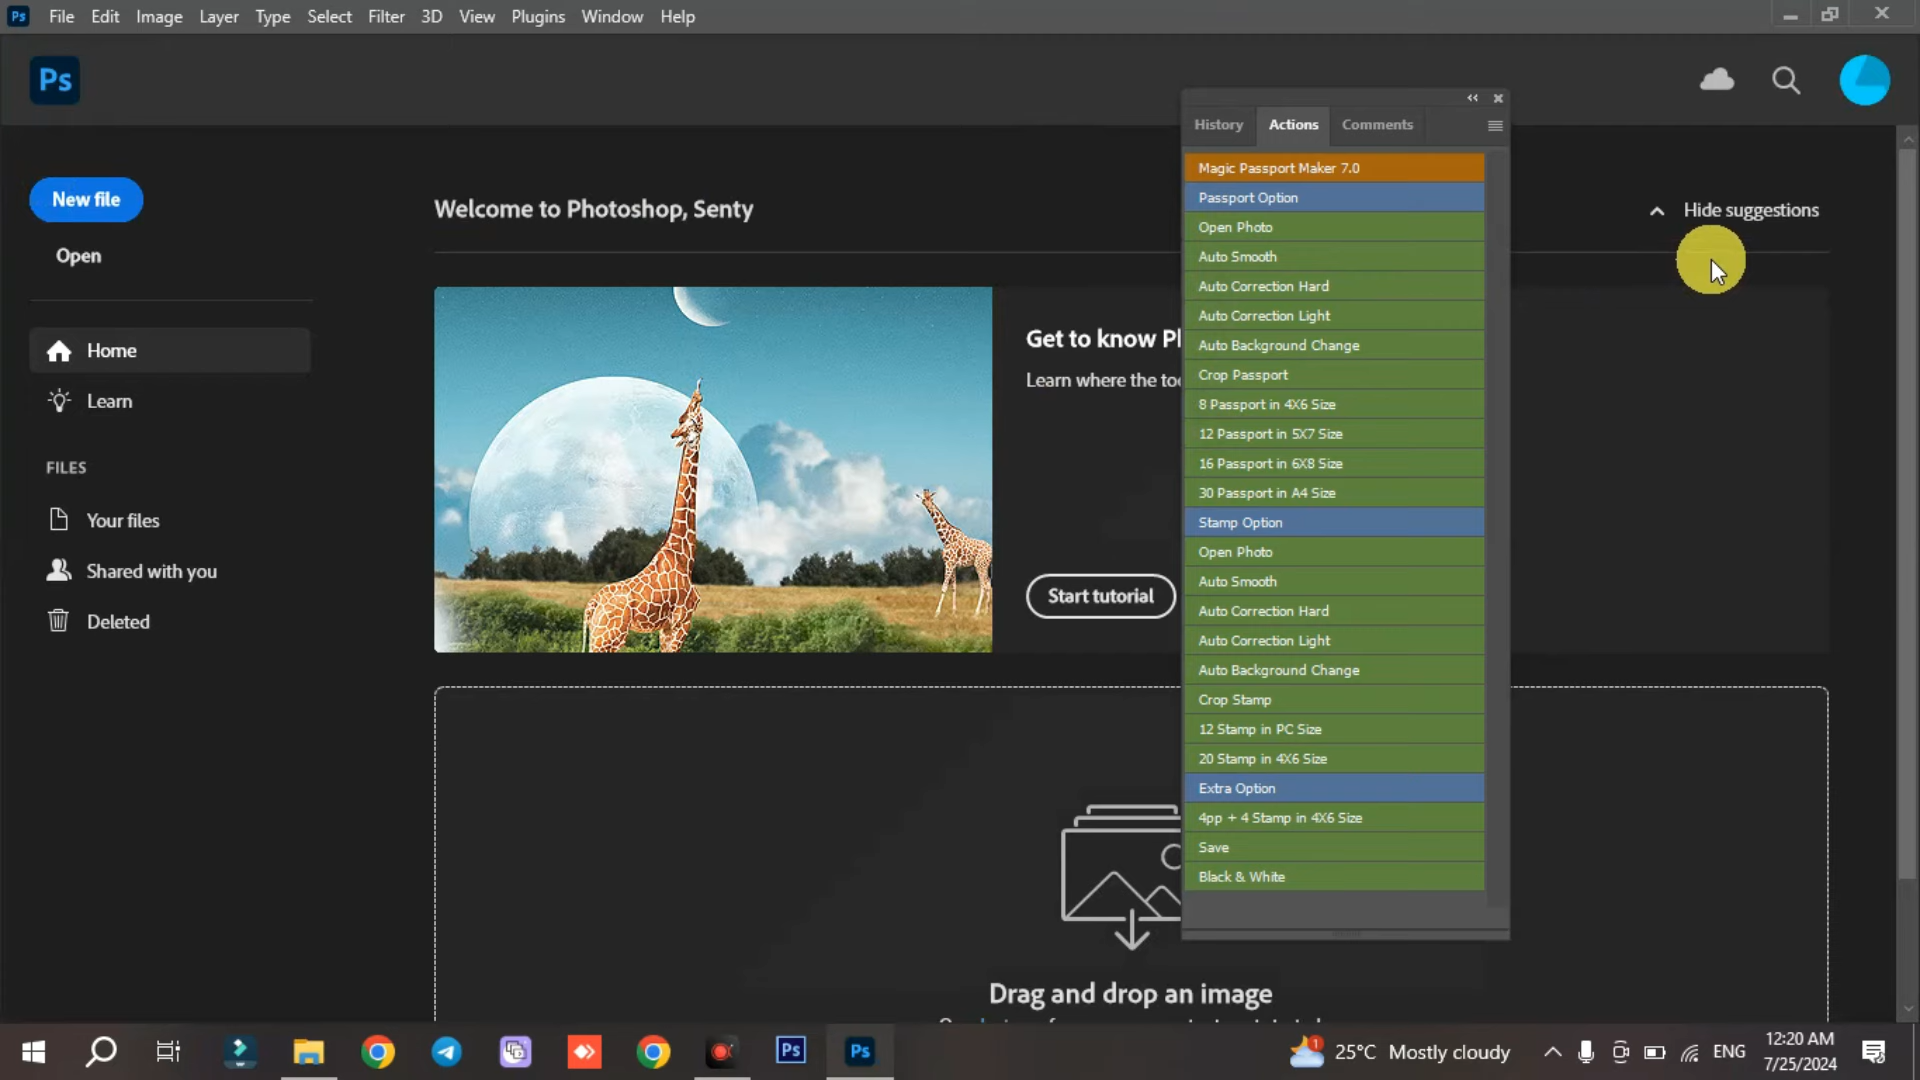 Ps File Edit Image Layer Type Select Filter 3D View Plugins Window Help
Ps
History Actions Comments
Magic Passport Maker 7.0
Passport Option
Open Photo
Auto Smooth
Auto Correction Hard
Auto Correction Light
Auto Background Change
Crop Passport
8 Passport in 4X6 Size
12 Passport in 5X7 Size
16 Passport in 6X8 Size
30 Passport in A4 Size
Stamp Option
Open Photo
Auto Smooth
Auto Correction Hard
Auto Correction Light
Auto Background Change
Crop Stamp
12 Stamp in PC Size
20 Stamp in 4X6 Size
Extra Option
4pp + 4 Stamp in 4X6 Size
Save
Black & White
New file
Open
Home
Learn
FILES
Your files
Shared with you
Deleted
Welcome to Photoshop, Senty
Hide suggestions
Get to know
Learn where the
Start tutorial
Drag and drop an image
Ps Ps
1
25°C Mostly cloudy
ENG
12:20 AM
7/25/2024